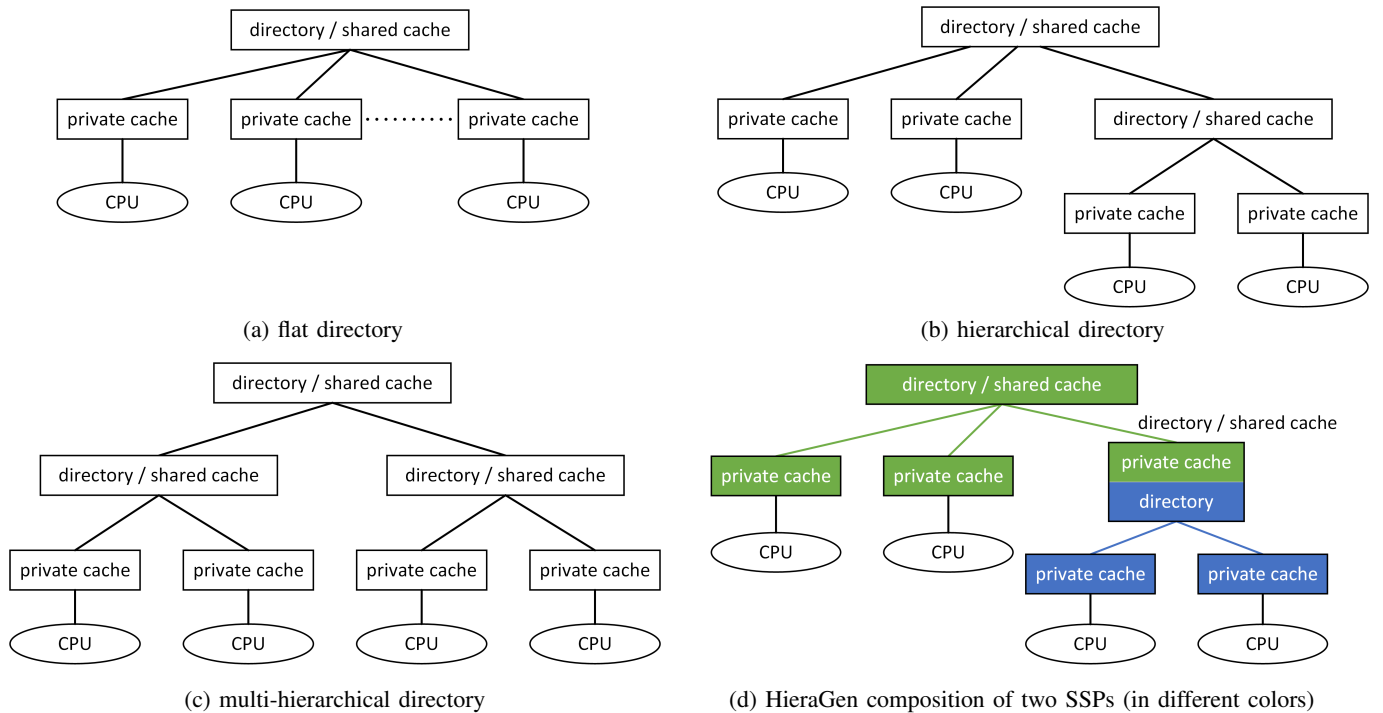 directory / shared cache
private cache
private cache
private cache
CPU
CPU
CPU
(a) flat directory
directory / shared cache
private cache
private cache
directory / shared cache
CPU
CPU
private cache
private cache
CPU
CPU
(b) hierarchical directory
directory / shared cache
directory / shared cache
directory / shared cache
private cache
private cache
private cache
private cache
CPU
CPU
CPU
CPU
(c) multi-hierarchical directory
directory / shared cache
directory / shared cache
private cache
private cache
private cache
directory
CPU
CPU
private cache
private cache
CPU
CPU
(d) HieraGen composition of two SSPs (in different colors)